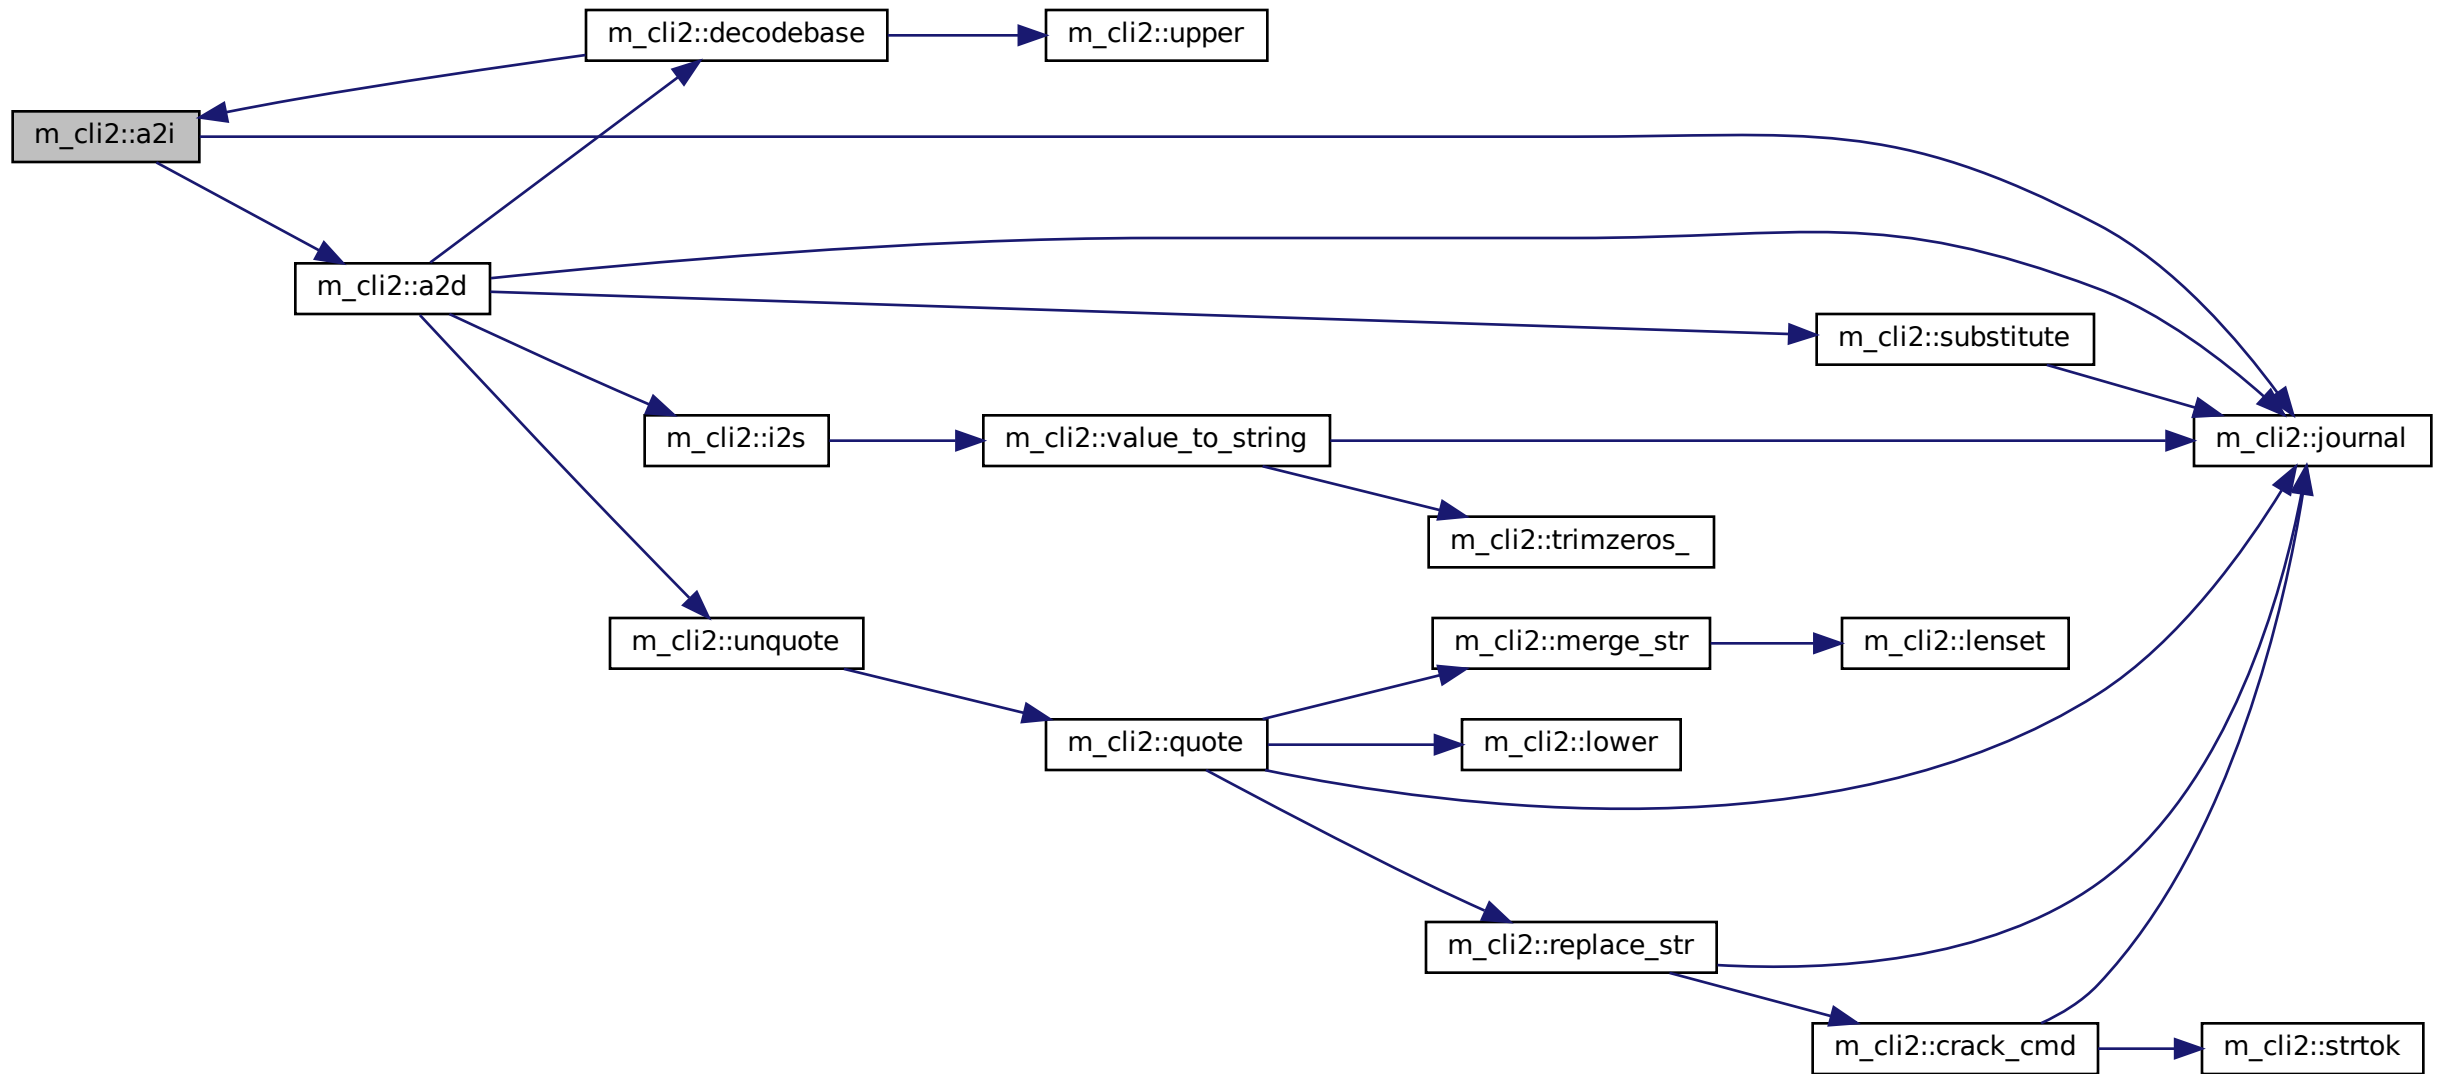 m_cli2::decodebase
m_cli2::upper
m_cli2::a2i
m_cli2::a2d
m_cli2::substitute
m_cli2::i2s
m_cli2::value_to_string
m_cli2::journal
m_cli2::trimzeros_
m_cli2::unquote
m_cli2::merge_str
m_cli2::lenset
m_cli2::quote
m_cli2::lower
m_cli2::replace_str
m_cli2::crack_cmd
m_cli2::strtok